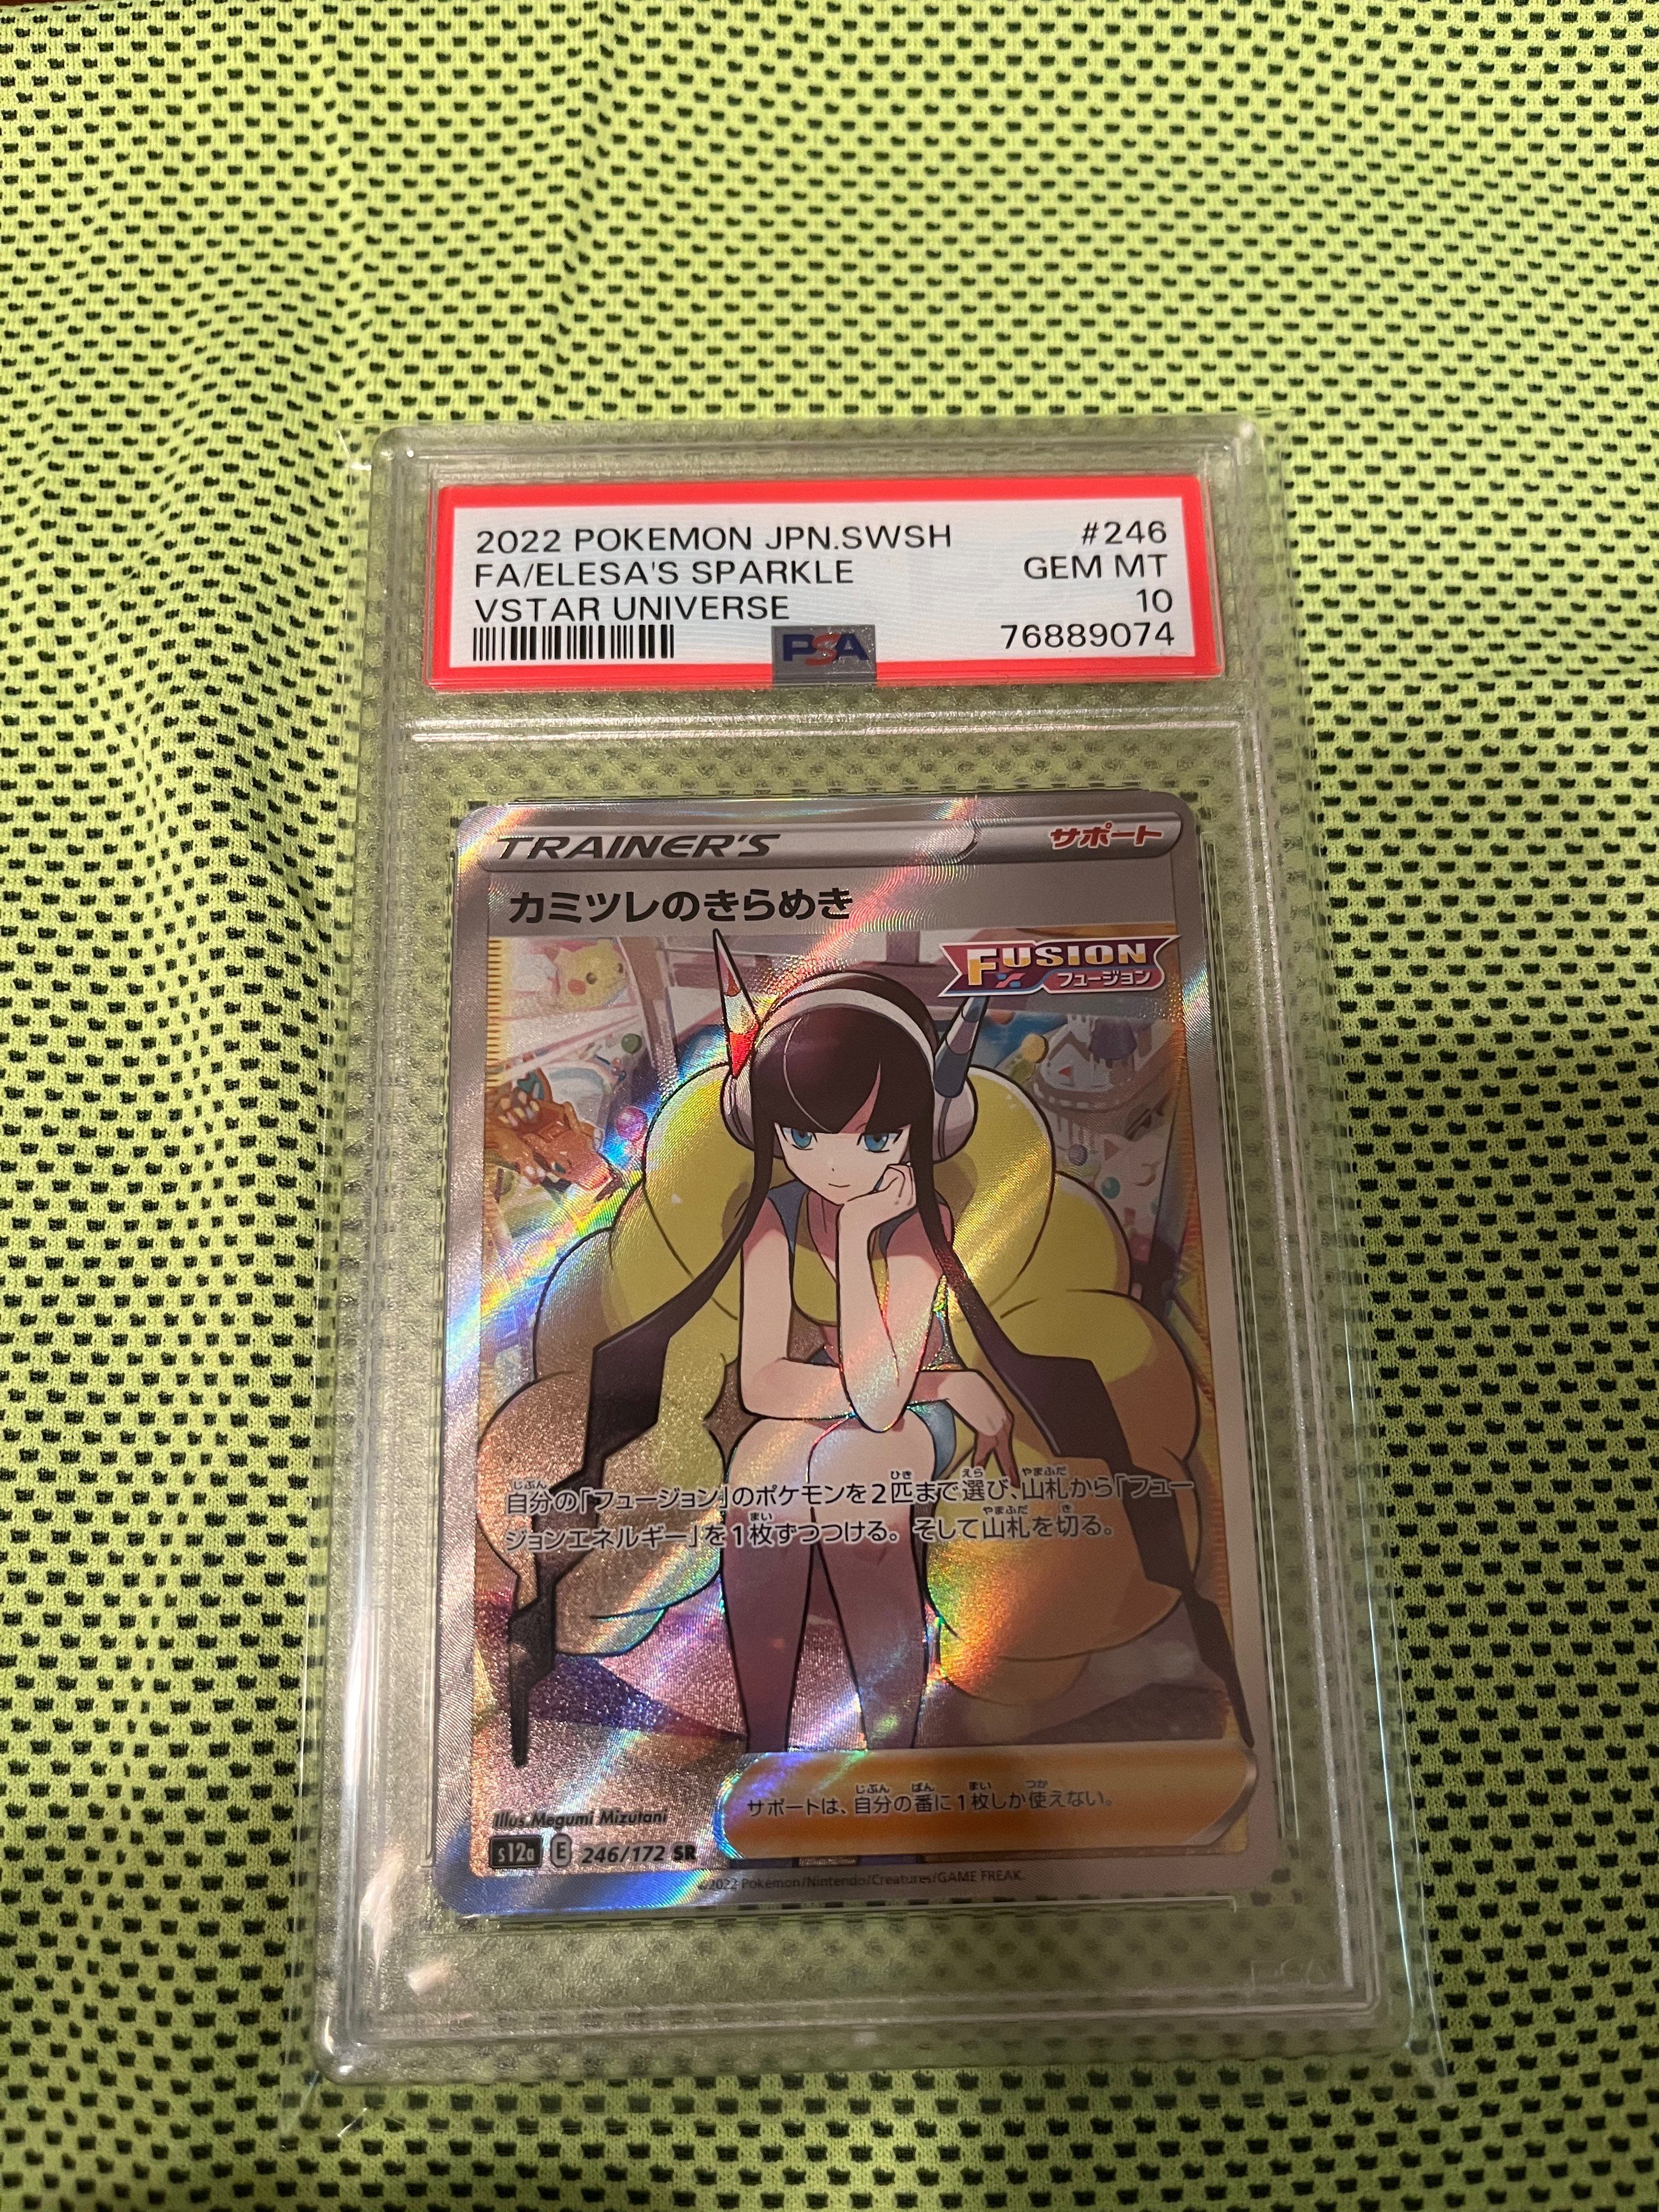 2022 POKEMON JPN.SWSH #246
FA/ELESA'S SPARKLE GEM MT
VSTAR UNIVERSE 10
PSA 76889074
TRAINER'S サポート
カミツレのきらめき
FUSION
フュージョン
自分の「フュージョン」のポケモンを2匹まで選び、山札から「フュー
ジョンエネルギー」を1枚ずつつける。そして山札を切る。
サポートは、自分の番に1枚しか使えない。
Illus. Megumi Mizutani
s12a E 246/172 SR
©2022 Pokémon/Nintendo/Creatures/GAME FREAK.